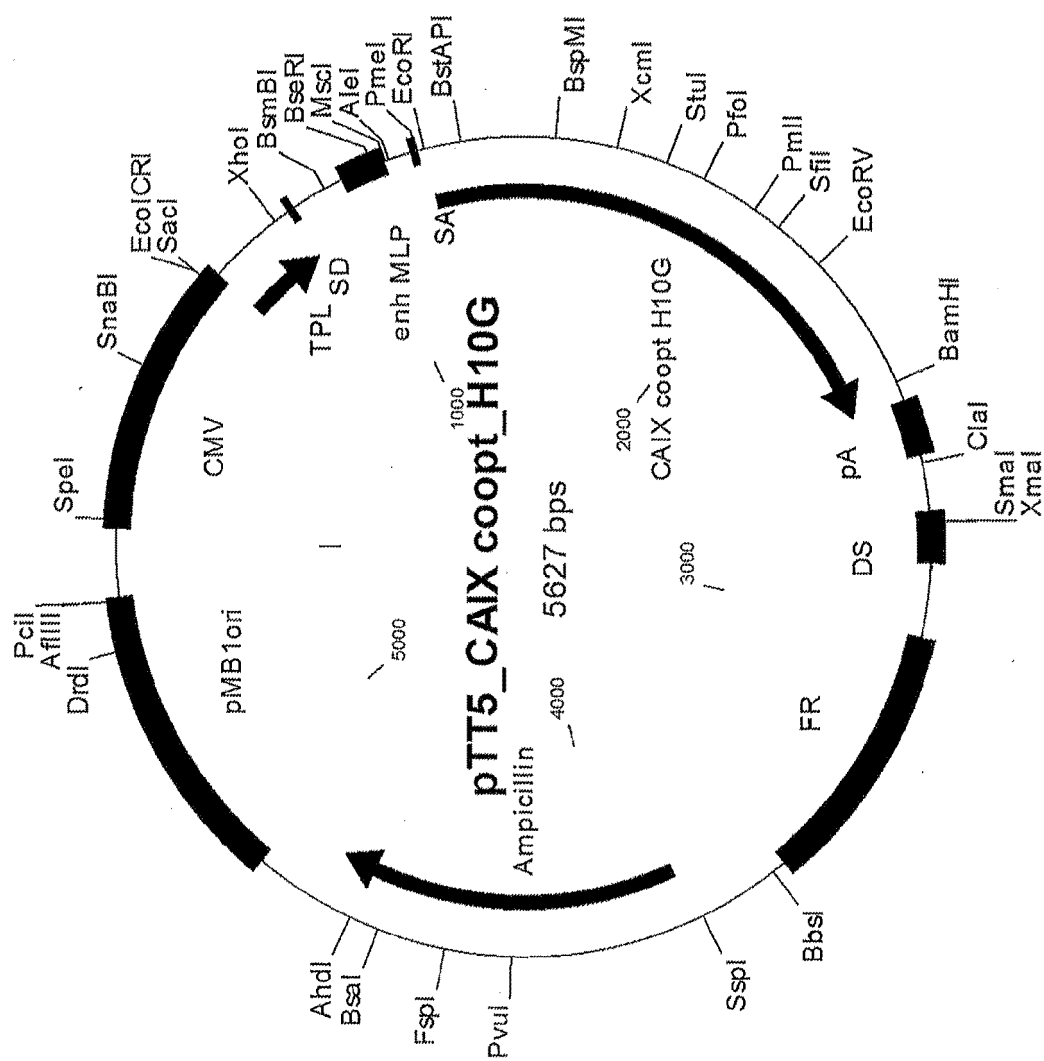 pTT5_CAIX coopt_H10G
5627 bps
SpeI
SnaBI
EcoICRI
SacI
XhoI
BsmBI
BseRI
MscI
AleI
PmeI
EcoRI
BstAPI
BspMI
XcmI
StuI
PfoI
PmlI
SfiI
EcoRV
BamHI
ClaI
SmaI
XmaI
BbsI
SspI
PvuI
FspI
BsaI
AhdI
DrdI
AflIII
PciI
CMV
TPL
SD
enh MLP
SA
CAIX coopt H10G
pA
DS
FR
Ampicillin
pMB1ori
1000
2000
3000
4000
5000